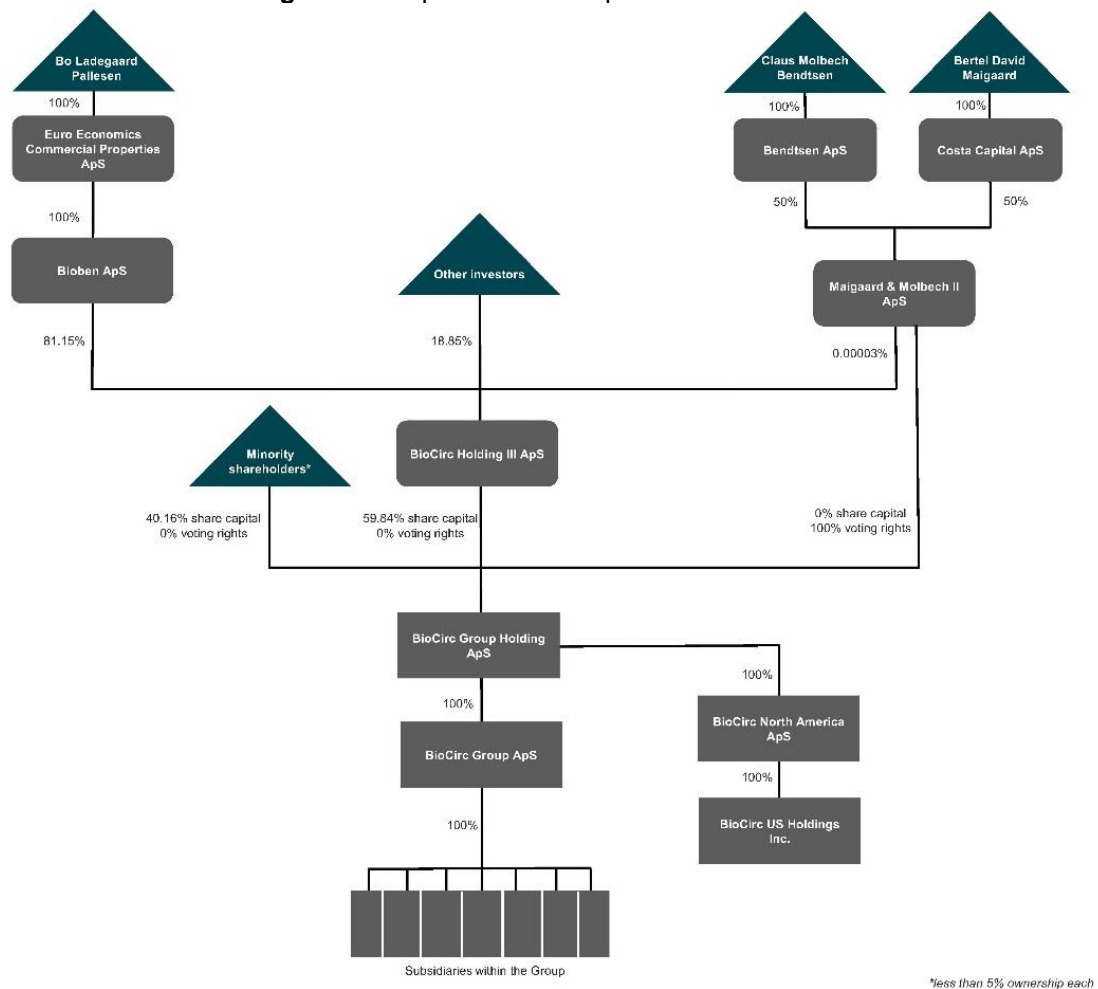 Bo Ladegaard
Pallesen
Claus Molbech
Bendtsen
Bertel David
Maigaard
100%
100%
100%
Euro Economics
Commercial Properties
ApS
Bendtsen ApS
Costa Capital ApS
100%
50%
50%
Bioben ApS
Other investors
Maigaard & Molbech II
ApS
81.15%
18.85%
0.00003%
Minority
shareholders*
BioCirc Holding III ApS
40.16% share capital
0% voting rights
59.84% share capital
0% voting rights
0% share capital
100% voting rights
BioCirc Group Holding
ApS
100%
100%
BioCirc Group ApS
BioCirc North America
ApS
100%
100%
BioCirc US Holdings
Inc.
Subsidiaries within the Group
*less than 5% ownership each